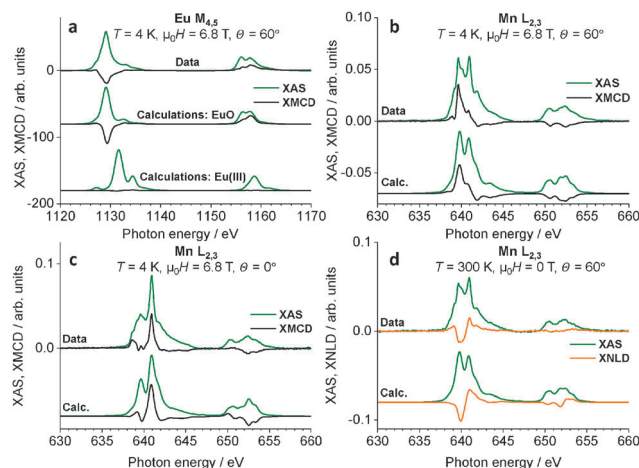 Eu M4,5
a
T = 4 K, μ0H = 6.8 T, θ = 60°
Data
XAS
XMCD
Calculations: EuO
Calculations: Eu(III)
0
-100
-200
XAS, XMCD / arb. units
1120 1130 1140 1150 1160 1170
Photon energy / eV
Mn L2,3
b
T = 4 K, μ0H = 6.8 T, θ = 60°
XAS
XMCD
Data
Calc.
0.10
0.05
0.00
-0.05
XAS, XMCD / arb. units
630 635 640 645 650 655 660
Photon energy / eV
Mn L2,3
c
T = 4 K, μ0H = 6.8 T, θ = 0°
XAS
XMCD
Data
Calc.
0.1
0.0
XAS, XMCD / arb. units
630 640 650 660
Photon energy / eV
Mn L2,3
d
T = 300 K, μ0H = 0 T, θ = 60°
XAS
XNLD
Data
Calc.
0.1
0.0
-0.1
XAS, XNLD / arb. units
630 635 640 645 650 655 660
Photon energy / eV